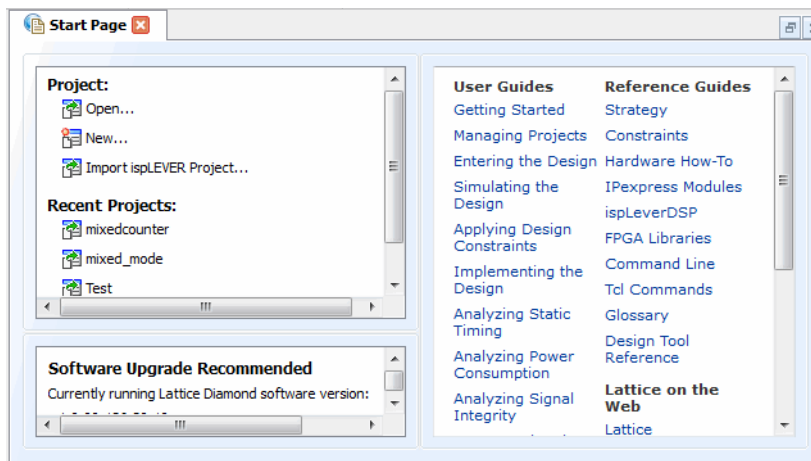 Start Page
Project:
Open...
New...
Import ispLEVER Project...
Recent Projects:
mixedcounter
mixed_mode
Test
Software Upgrade Recommended
Currently running Lattice Diamond software version:
User Guides
Getting Started
Managing Projects
Entering the Design
Simulating the
Design
Applying Design
Constraints
Implementing the
Design
Analyzing Static
Timing
Analyzing Power
Consumption
Analyzing Signal
Integrity
Reference Guides
Strategy
Constraints
Hardware How-To
IPexpress Modules
ispLeverDSP
FPGA Libraries
Command Line
Tcl Commands
Glossary
Design Tool
Reference
Lattice on the
Web
Lattice